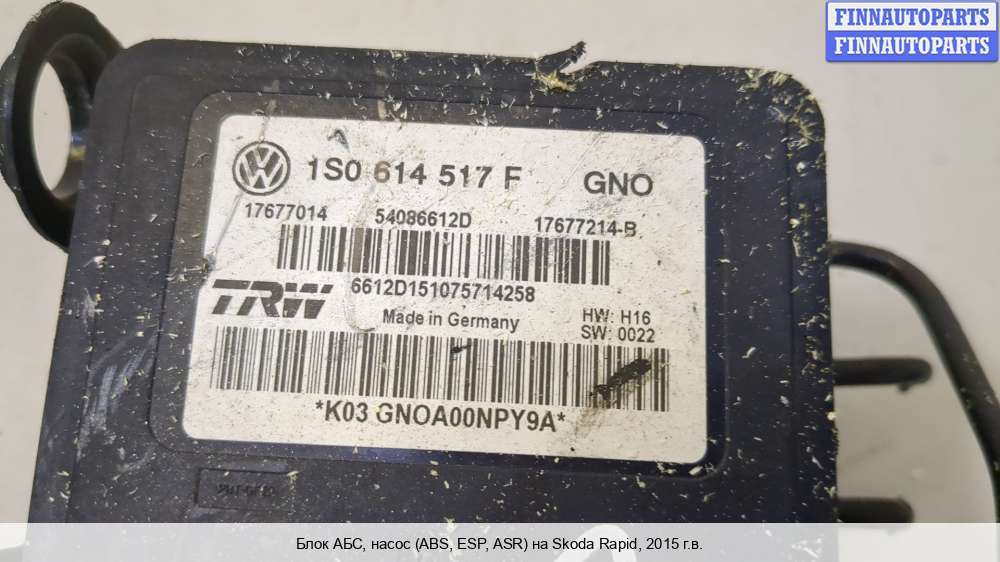 FINNAUTOPARTS
FINNAUTOPARTS
1S0 614 517 F GNO
17677014 54086612D 17677214-B
6612D151075714258
TRW
Made in Germany
HW: H16
SW: 0022
*K03 GNOA00NPY9A*
Блок АБС, насос (ABS, ESP, ASR) на Skoda Rapid, 2015 г.в.